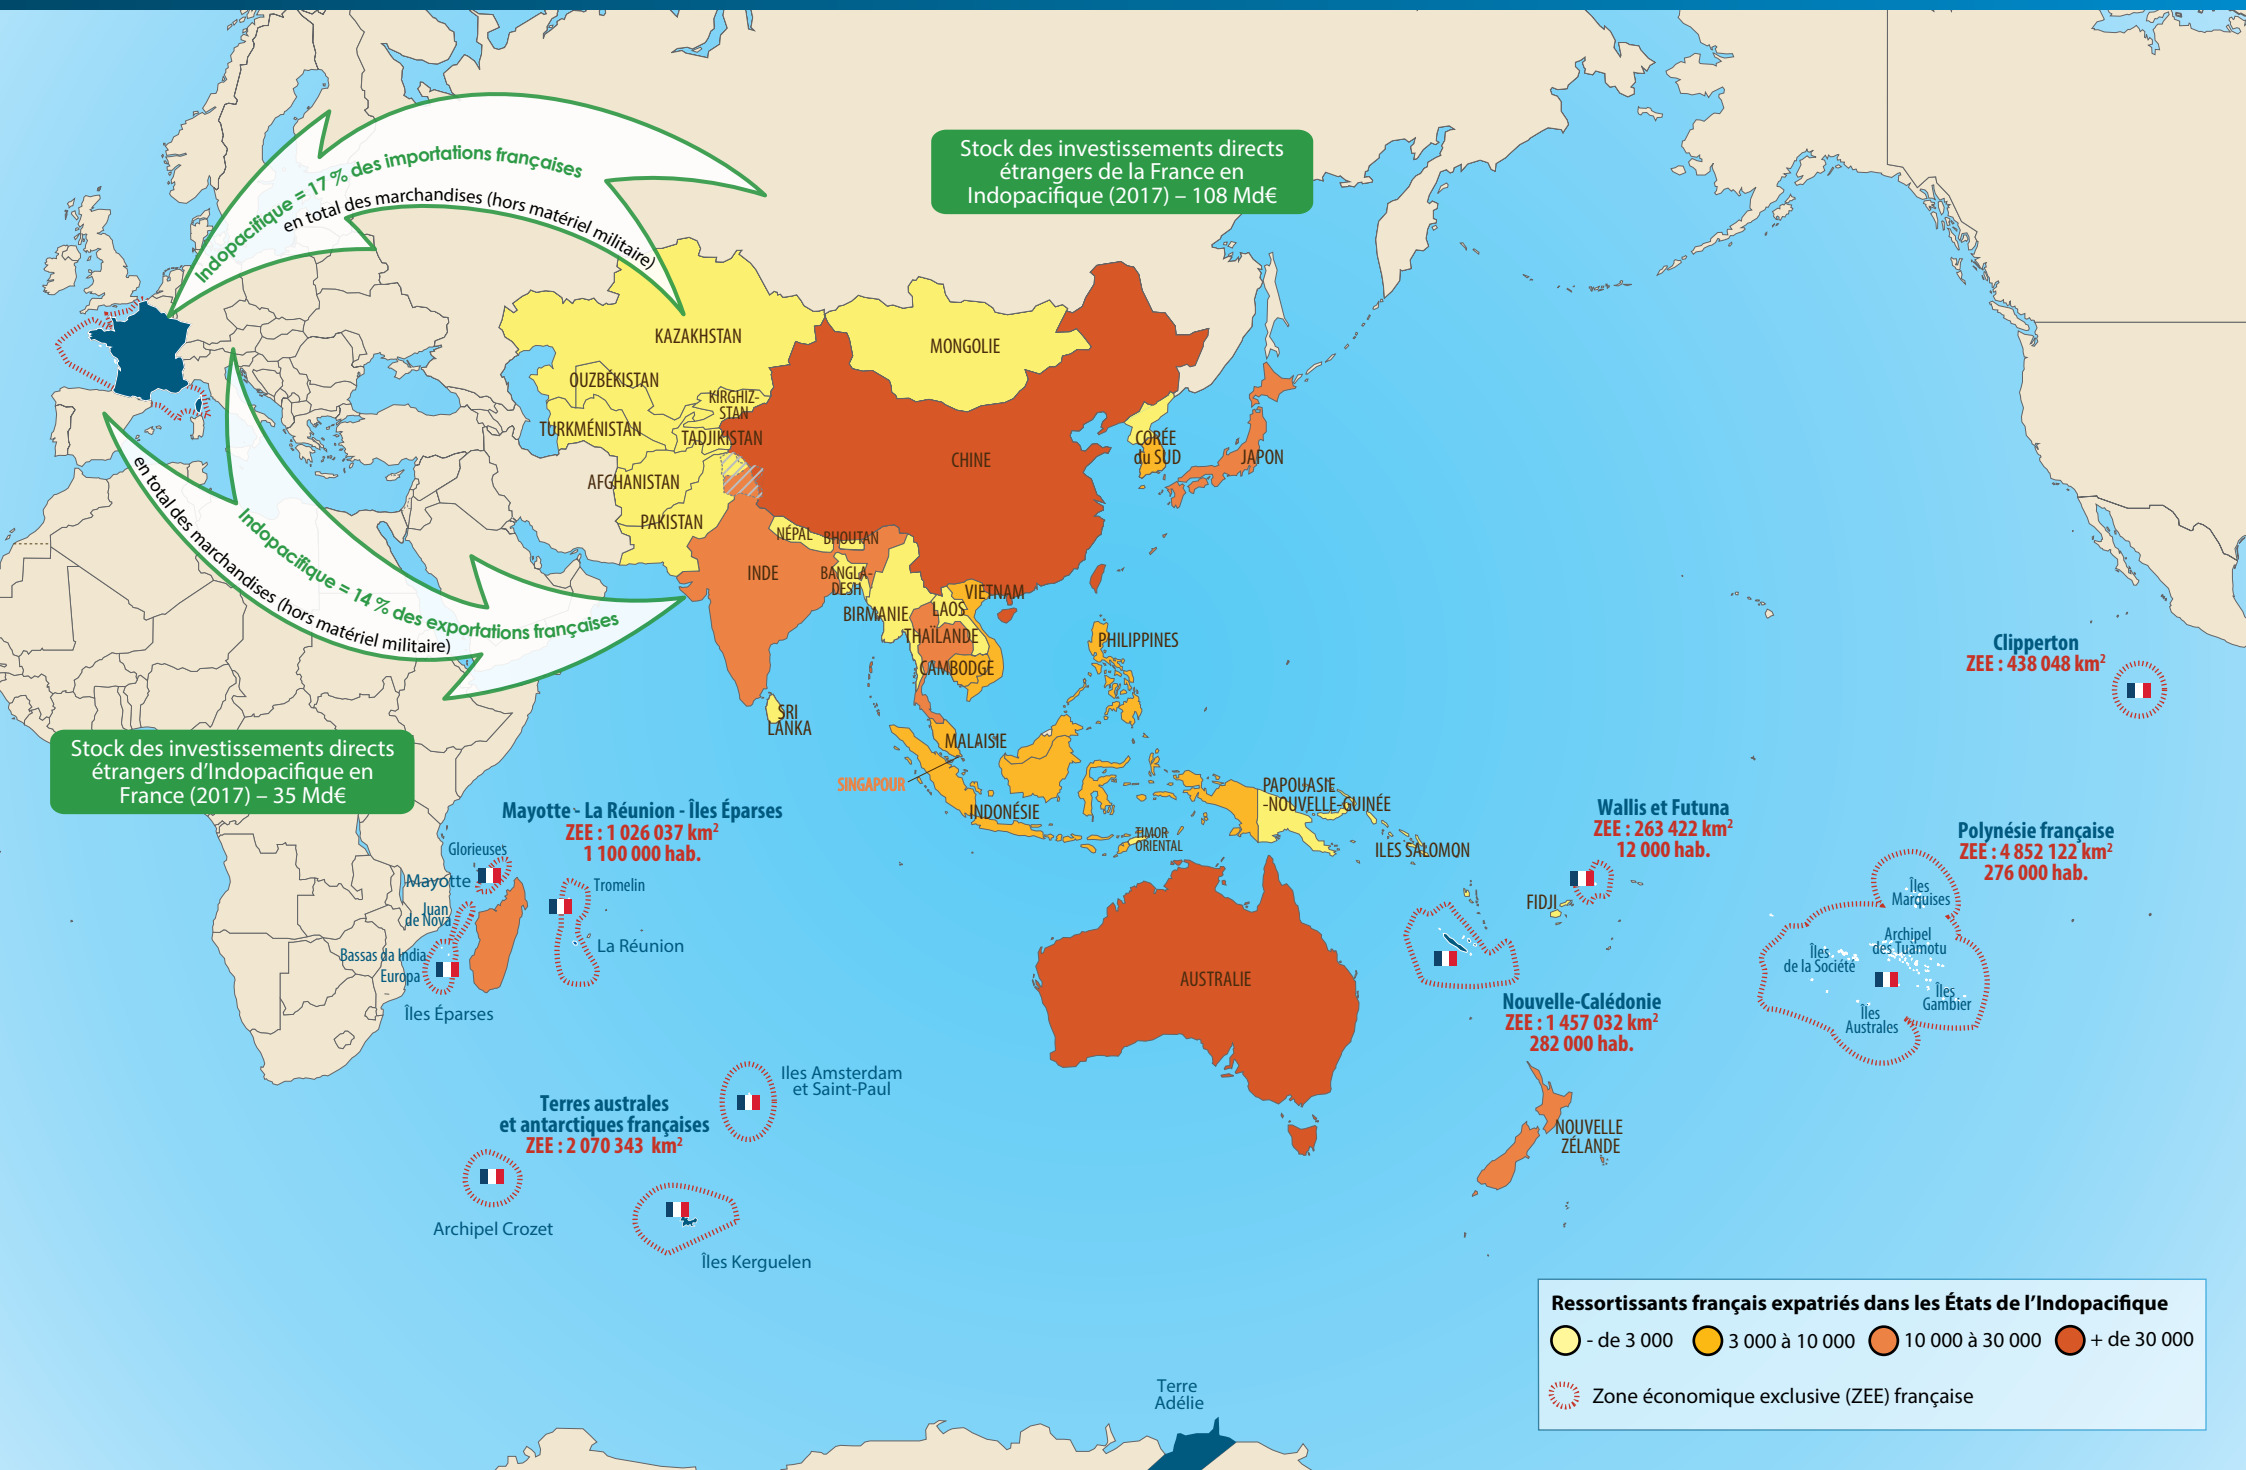 Indopacifique = 17 % des importations françaises
en total des marchandises (hors matériel militaire)
Stock des investissements directs
étrangers de la France en
Indopacifique (2017) – 108 Md€
KAZAKHSTAN
MONGOLIE
OUZBÉKISTAN
KIRGHIZ-
STAN
TURKMÉNISTAN
TADJIKISTAN
CORÉE
du SUD
JAPON
CHINE
AFGHANISTAN
PAKISTAN
NÉPAL
BHOUTAN
INDE
BANGLA-
DESH
VIETNAM
BIRMANIE
LAOS
THAÏLANDE
CAMBODGE
PHILIPPINES
SRI
LANKA
MALAISIE
SINGAPOUR
INDONÉSIE
TIMOR
ORIENTAL
PAPOUASIE
-NOUVELLE-GUINÉE
ILES SALOMON
FIDJI
AUSTRALIE
NOUVELLE
ZÉLANDE
Indopacifique = 14 % des exportations françaises
en total des marchandises (hors matériel militaire)
Stock des investissements directs
étrangers d’Indopacifique en
France (2017) – 35 Md€
Clipperton
ZEE : 438 048 km²
Mayotte - La Réunion - Îles Éparses
ZEE : 1 026 037 km²
1 100 000 hab.
Glorieuses
Mayotte
Juan
de Nova
Bassas da India
Europa
Îles Éparses
Tromelin
La Réunion
Wallis et Futuna
ZEE : 263 422 km²
12 000 hab.
Polynésie française
ZEE : 4 852 122 km²
276 000 hab.
Îles
Marquises
Archipel
des Tuamotu
Îles
de la Société
Îles
Gambier
Îles
Australes
Nouvelle-Calédonie
ZEE : 1 457 032 km²
282 000 hab.
Iles Amsterdam
et Saint-Paul
Terres australes
et antarctiques françaises
ZEE : 2 070 343 km²
Archipel Crozet
Îles Kerguelen
Terre
Adélie
Ressortissants français expatriés dans les États de l’Indopacifique
- de 3 000
3 000 à 10 000
10 000 à 30 000
+ de 30 000
Zone économique exclusive (ZEE) française